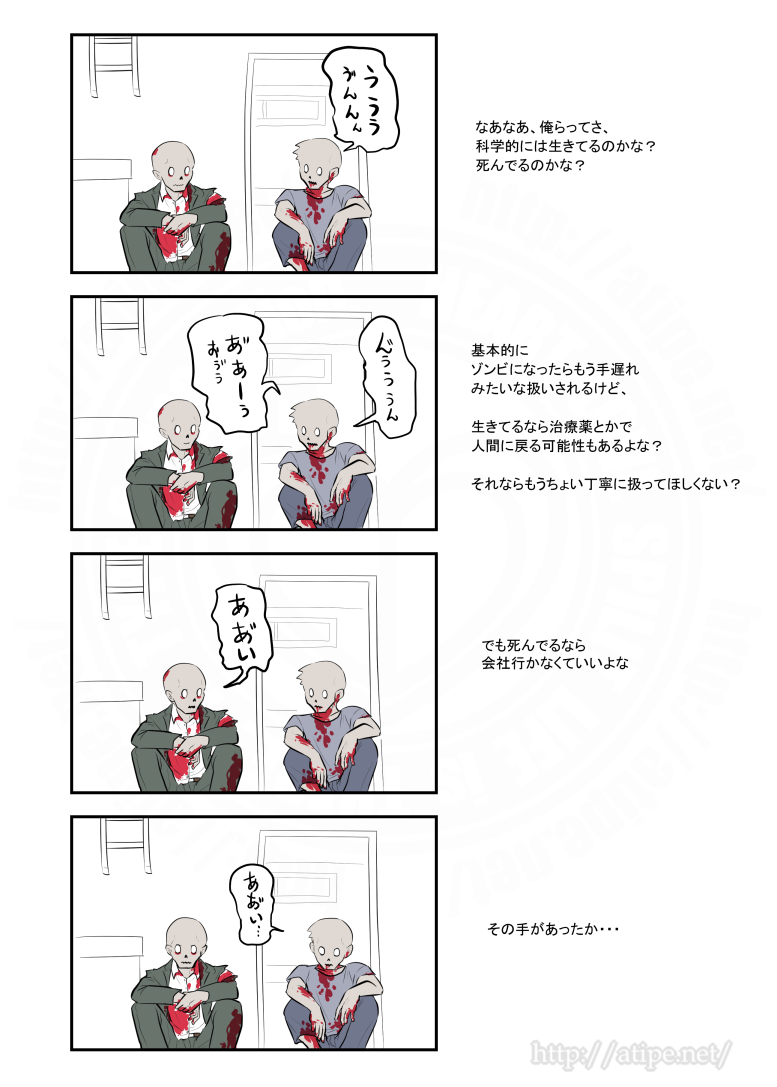 う う う
ゔ ん ん ん
なあなあ、俺らってさ、
科学的には生きてるのかな？
死んでるのかな？
ん゛ぅ ぅ ぅ ん
あ゛ぁーぅ
お゛ぅ゛ぅ
基本的に
ゾンビになったらもう手遅れ
みたいな扱いされるけど、
生きてるなら治療薬とかで
人間に戻る可能性もあるよな？
それならもうちょい丁寧に扱ってほしくない？
あ お゛い
でも死んでるなら
会社行かなくていいよな
あ お゛い…
その手があったか・・・
http://atipe.net/